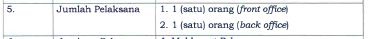 5. Jumlah Pelaksana 1. 1 (satu) orang (front office)
2. 1 (satu) orang (back office)